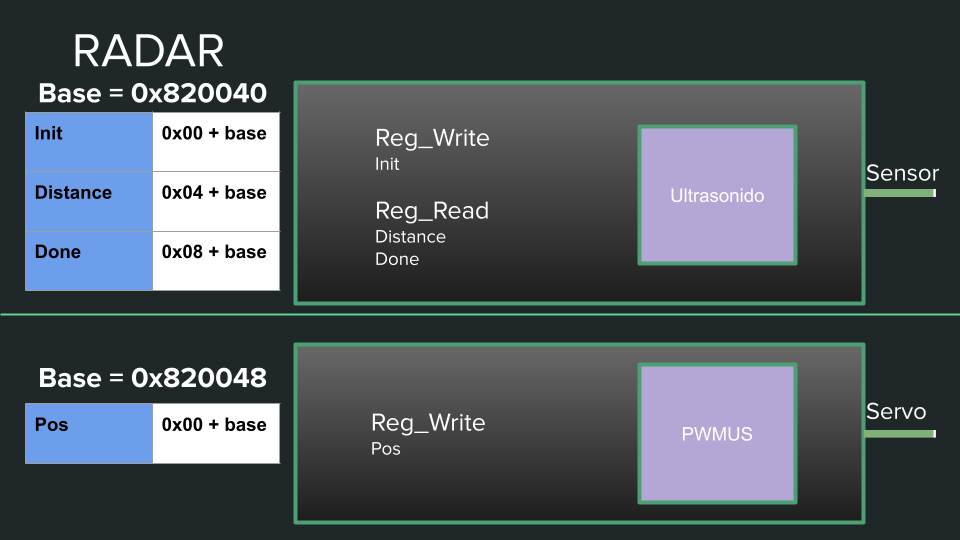 RADAR
Base = 0x820040
Init 0x00 + base
Distance 0x04 + base
Done 0x08 + base
Reg_Write
Init
Reg_Read
Distance
Done
Ultrasonido
Sensor
Base = 0x820048
Pos 0x00 + base
Reg_Write
Pos
PWMUS
Servo